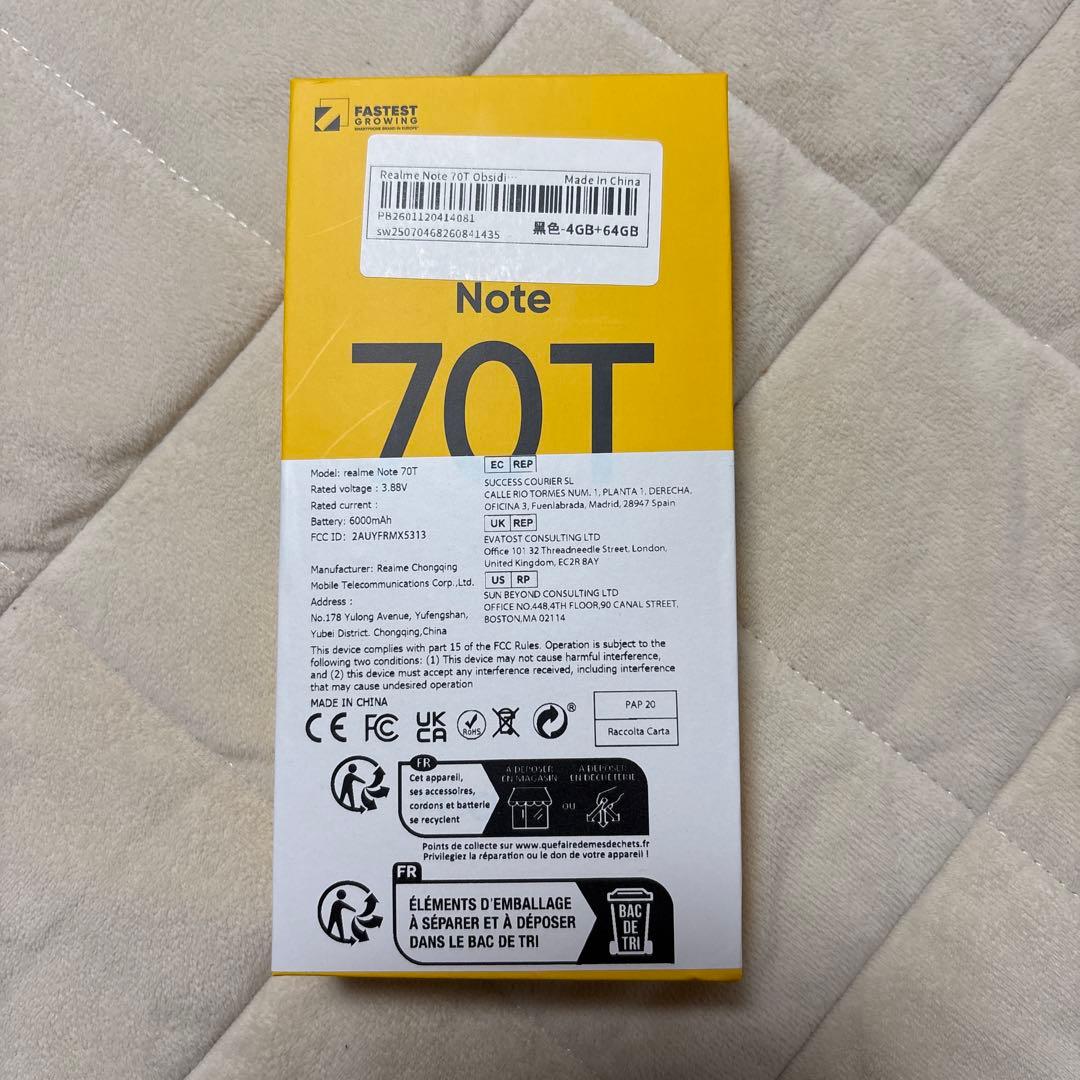 FASTEST
GROWING
SMARTPHONE BRAND IN EUROPE*
Realme Note 70T Obsidi… Made In China
PB2601120414081
sw25070468260841435 黑色-4GB+64GB
Note
70T
Model: realme Note 70T
Rated voltage : 3.88V
Rated current :
Battery: 6000mAh
FCC ID: 2AUYFRMX5313
Manufacturer: Realme Chongqing
Mobile Telecommunications Corp.,Ltd.
Address :
No.178 Yulong Avenue, Yufengshan,
Yubei District. Chongqing,China
EC REP
SUCCESS COURIER SL
CALLE RIO TORMES NUM. 1, PLANTA 1, DERECHA,
OFICINA 3, Fuenlabrada, Madrid, 28947 Spain
UK REP
EVATOST CONSULTING LTD
Office 101 32 Threadneedle Street, London,
United Kingdom, EC2R 8AY
US RP
SUN BEYOND CONSULTING LTD
OFFICE NO.448,4TH FLOOR,90 CANAL STREET,
BOSTON,MA 02114
This device complies with part 15 of the FCC Rules. Operation is subject to the
following two conditions: (1) This device may not cause harmful interference,
and (2) this device must accept any interference received, including interference
that may cause undesired operation
MADE IN CHINA
CE FC UK
CA RoHS ®
PAP 20
Raccolta Carta
FR
Cet appareil,
ses accessoires,
cordons et batterie
se recyclent
À DÉPOSER
EN MAGASIN
OU
À DÉPOSER
EN DÉCHÈTERIE
Points de collecte sur www.quefairedemesdechets.fr
Privilegiez la réparation ou le don de votre appareil !
FR
ÉLÉMENTS D'EMBALLAGE
À SÉPARER ET À DÉPOSER
DANS LE BAC DE TRI
BAC
DE
TRI